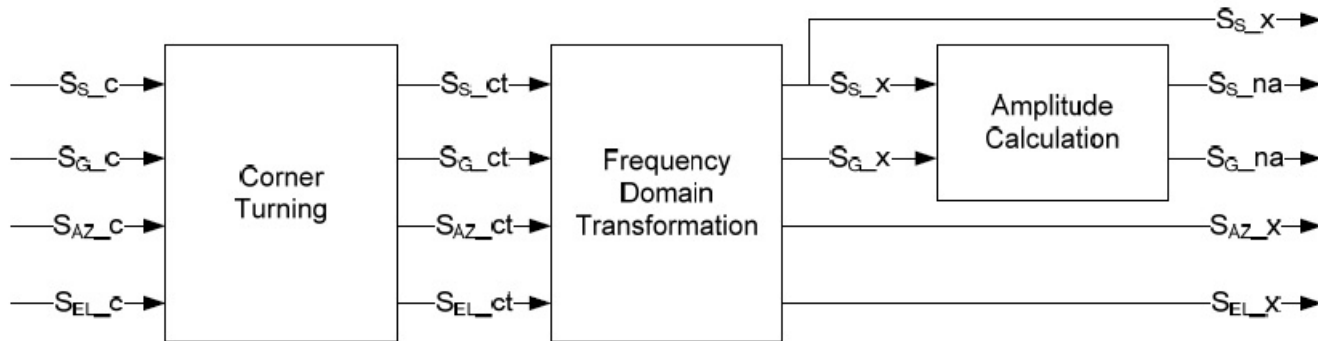 S_S_x
S_S_c
S_S_ct
S_S_x
S_S_na
S_G_c
S_G_ct
S_G_x
S_G_na
S_AZ_c
S_AZ_ct
S_AZ_x
S_EL_c
S_EL_ct
S_EL_x
Corner
Turning
Frequency
Domain
Transformation
Amplitude
Calculation